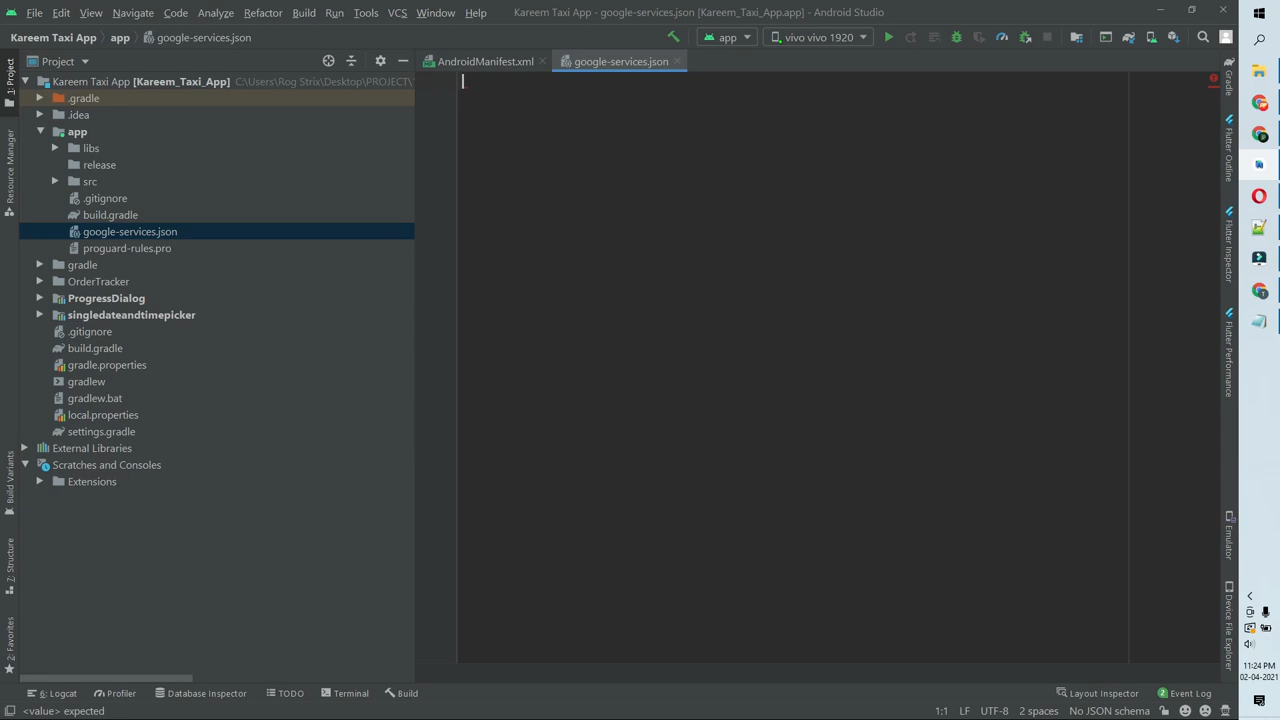 File Edit View Navigate Code Analyze Refactor Build Run Tools VCS Window Help Kareem Taxi App - google-services.json [Kareem_Taxi_App.app] - Android Studio
Kareem Taxi App app google-services.json app vivo vivo 1920
Project
AndroidManifest.xml google-services.json
Kareem Taxi App [Kareem_Taxi_App] C:\Users\Rog Strix\Desktop\PROJECT\
.gradle
.idea
app
libs
release
src
.gitignore
build.gradle
google-services.json
proguard-rules.pro
gradle
OrderTracker
ProgressDialog
singledateandtimepicker
.gitignore
build.gradle
gradle.properties
gradlew
gradlew.bat
local.properties
settings.gradle
External Libraries
Scratches and Consoles
Extensions
1: Project
Resource Manager
Build Variants
Z: Structure
2: Favorites
Gradle
Flutter Outline
Flutter Inspector
Flutter Performance
Emulator
Device File Explorer
11:24 PM
02-04-2021
6: Logcat Profiler Database Inspector TODO Terminal Build Layout Inspector Event Log
<value> expected 1:1 LF UTF-8 2 spaces No JSON schema